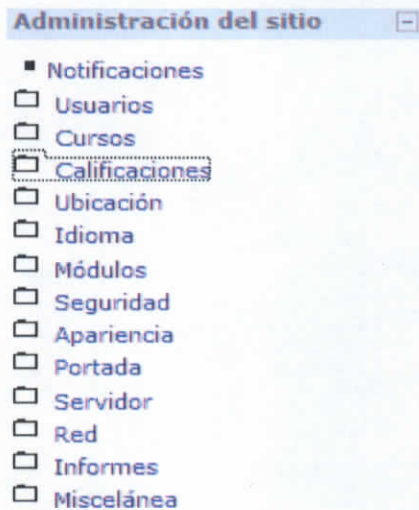 Administración del sitio
Notificaciones
Usuarios
Cursos
Calificaciones
Ubicación
Idioma
Módulos
Seguridad
Apariencia
Portada
Servidor
Red
Informes
Miscelánea